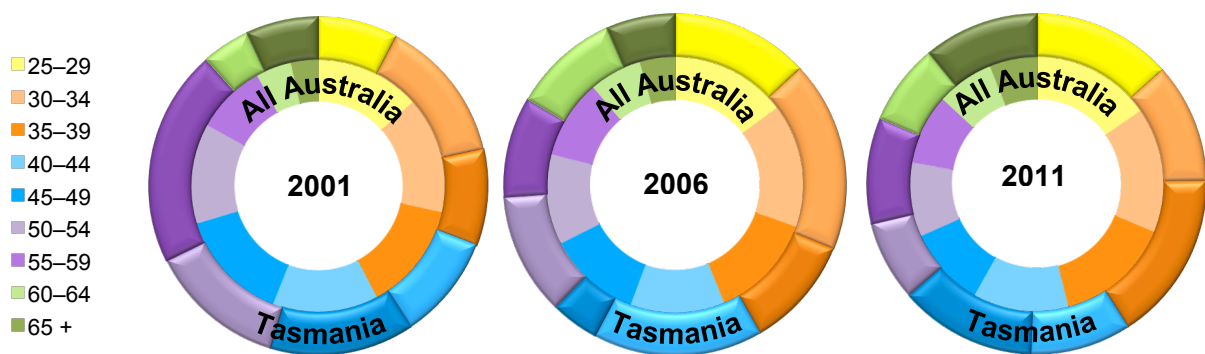 25–29
30–34
35–39
40–44
45–49
50–54
55–59
60–64
65 +
All Australia
2001
Tasmania
All Australia
2006
Tasmania
All Australia
2011
Tasmania